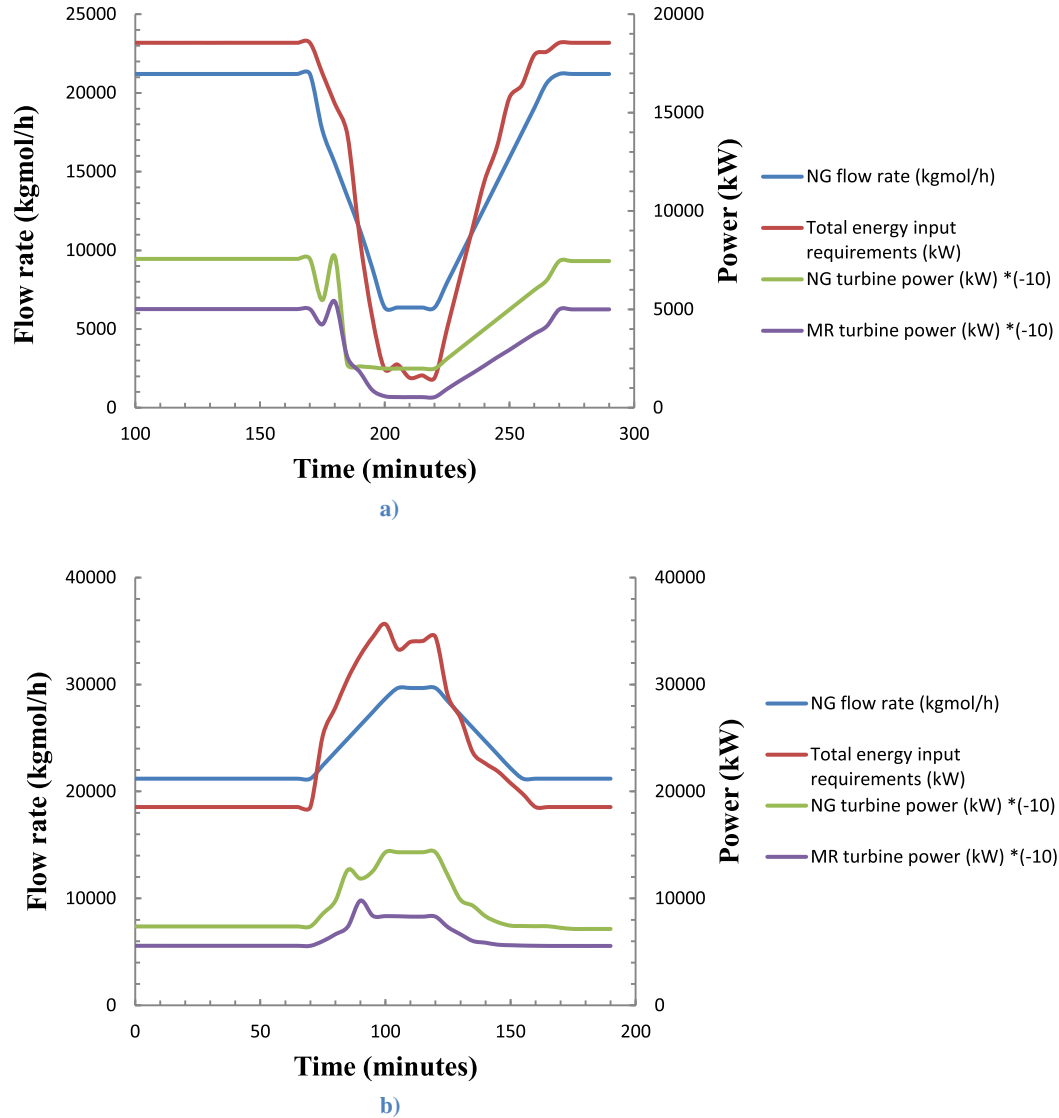 25000
20000
15000
10000
5000
0
Flow rate (kgmol/h)
20000
15000
10000
5000
0
Power (kW)
100
150
200
250
300
Time (minutes)
NG flow rate (kgmol/h)
Total energy input
requirements (kW)
NG turbine power (kW) *(-10)
MR turbine power (kW) *(-10)
a)
40000
30000
20000
10000
0
Flow rate (kgmol/h)
40000
30000
20000
10000
0
Power (kW)
0
50
100
150
200
Time (minutes)
NG flow rate (kgmol/h)
Total energy input
requirements (kW)
NG turbine power (kW) *(-10)
MR turbine power (kW) *(-10)
b)